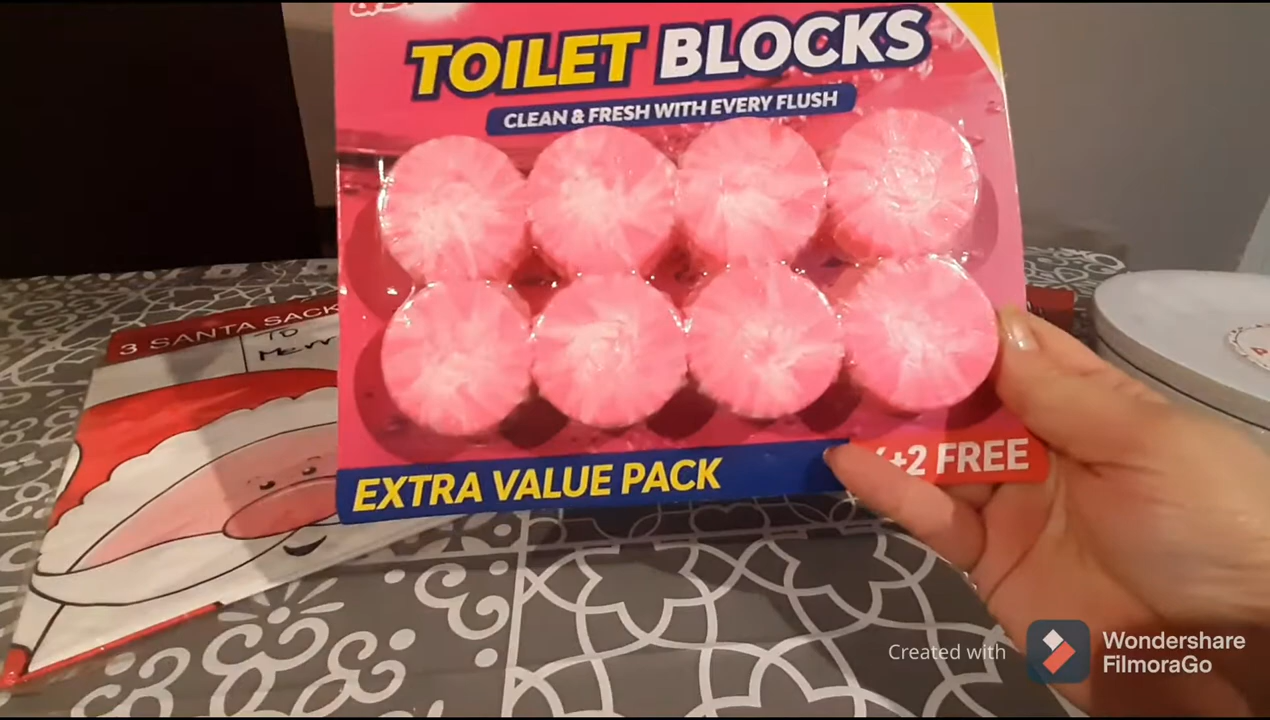 TOILET BLOCKS
CLEAN & FRESH WITH EVERY FLUSH
3 SANTA SACK
TO
EXTRA VALUE PACK
+2 FREE
Created with
Wondershare
FilmoraGo